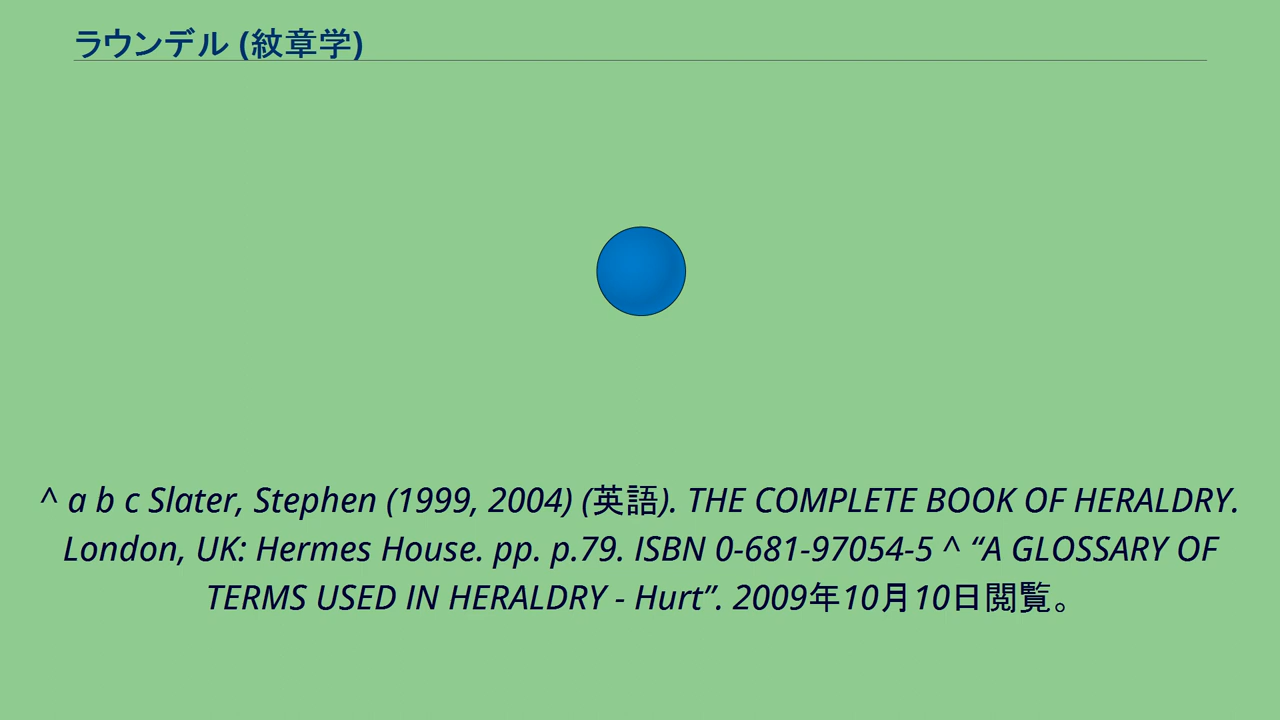 ラウンデル (紋章学)
^ a b c Slater, Stephen (1999, 2004) (英語). THE COMPLETE BOOK OF HERALDRY.
London, UK: Hermes House. pp. p.79. ISBN 0-681-97054-5 ^ “A GLOSSARY OF
TERMS USED IN HERALDRY - Hurt”. 2009年10月10日閲覧。